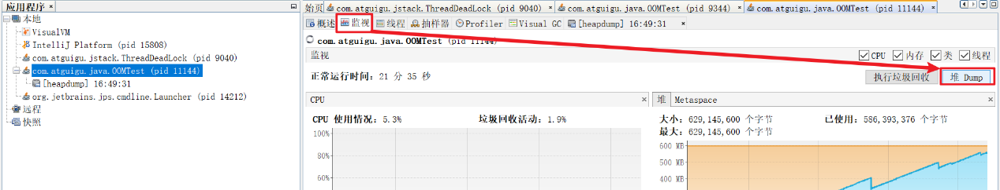 应用程序 ×
本地
VisualVM
IntelliJ Platform (pid 15808)
com.atguigu.jstack.ThreadDeadLock (pid 9040)
com.atguigu.java.OOMTest (pid 11144)
[heapdump] 16:49:31
org.jetbrains.jps.cmdline.Launcher (pid 14212)
远程
快照
始页 com.atguigu.jstack.ThreadDeadLock (pid 9040) × com.atguigu.java.OOMTest (pid 9344) × com.atguigu.java.OOMTest (pid 11144) ×
概述 监视 线程 抽样器 Profiler Visual GC [heapdump] 16:49:31 ×
com.atguigu.java.OOMTest (pid 11144)
监视 CPU 内存 类 线程
正常运行时间: 21 分 35 秒 执行垃圾回收 堆 Dump
CPU ×
CPU 使用情况: 5.3% 垃圾回收活动: 1.9%
100%
80%
60%
堆 Metaspace ×
大小: 629,145,600 个字节 已使用: 586,393,376 个字节
最大: 629,145,600 个字节
600 MB
500 MB
400 MB